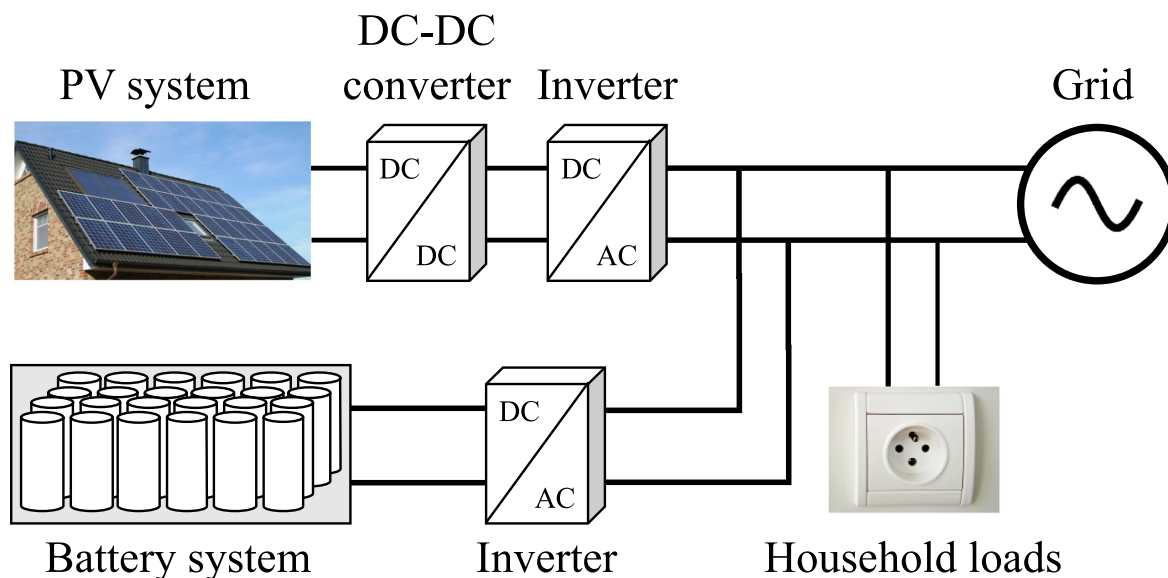 DC-DC
PV system
converter
Inverter
Grid
DC
DC
DC
AC
DC
AC
Battery system
Inverter
Household loads